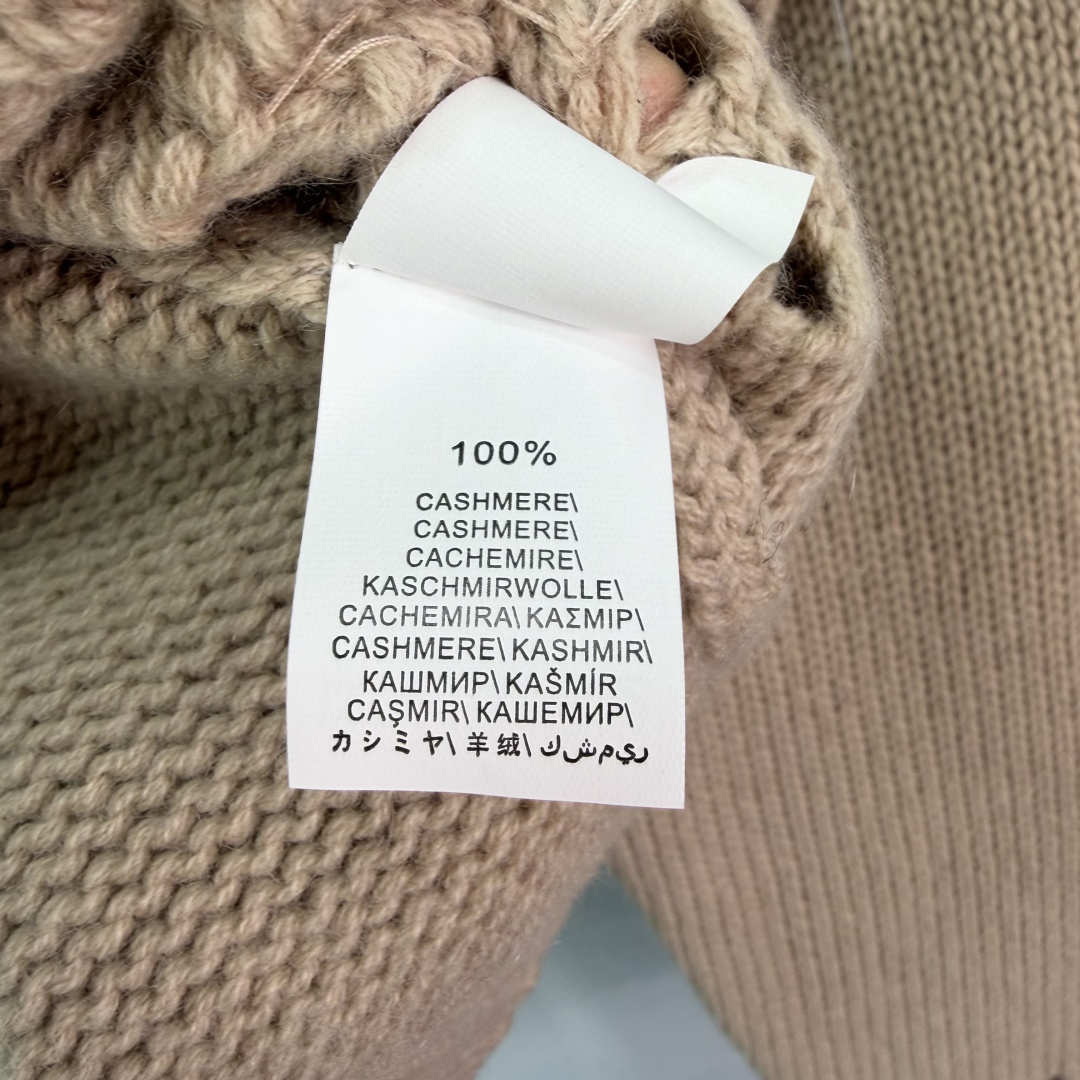 100%
CASHMERE\
CASHMERE\
CACHEMIRE\
KASCHMIRWOLLE\
CACHEMIRA\ ΚΑΣΜΙΡ\
CASHMERE\ KASHMIR\
КАШМИР\ KAŠMÍR
CAŞMIR\ КАШЕМИР\
カシミヤ\ 羊绒\ ك‌ش‌م‌ي‌ر